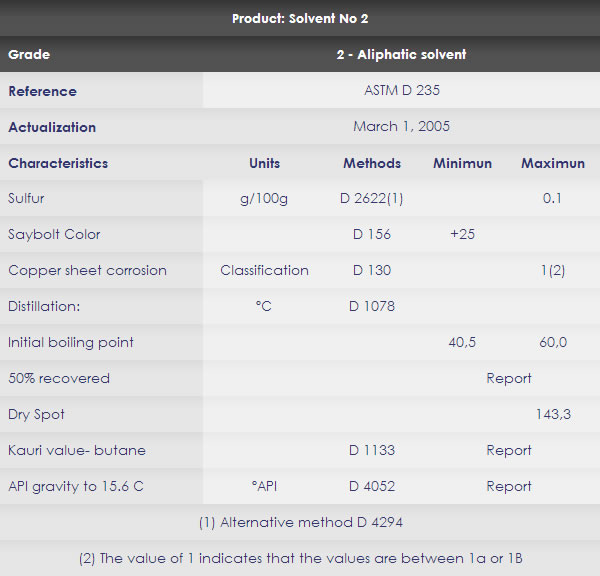 Product: Solvent No 2
Grade 2 - Aliphatic solvent
Reference ASTM D 235
Actualization March 1, 2005
Characteristics Units Methods Minimun Maximun
Sulfur g/100g D 2622(1) 0.1
Saybolt Color D 156 +25
Copper sheet corrosion Classification D 130 1(2)
Distillation: °C D 1078
Initial boiling point 40,5 60,0
50% recovered Report
Dry Spot 143,3
Kauri value- butane D 1133 Report
API gravity to 15.6 C °API D 4052 Report
(1) Alternative method D 4294
(2) The value of 1 indicates that the values are between 1a or 1B